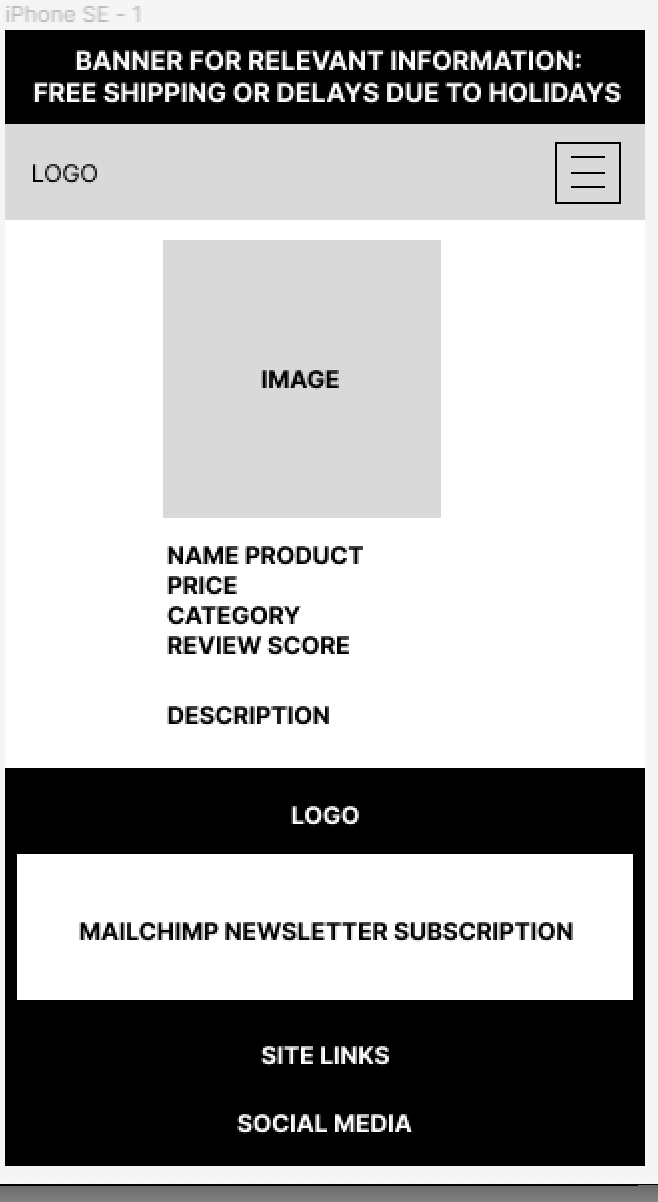 iPhone SE - 1
BANNER FOR RELEVANT INFORMATION:
FREE SHIPPING OR DELAYS DUE TO HOLIDAYS
LOGO
IMAGE
NAME PRODUCT
PRICE
CATEGORY
REVIEW SCORE
DESCRIPTION
LOGO
MAILCHIMP NEWSLETTER SUBSCRIPTION
SITE LINKS
SOCIAL MEDIA